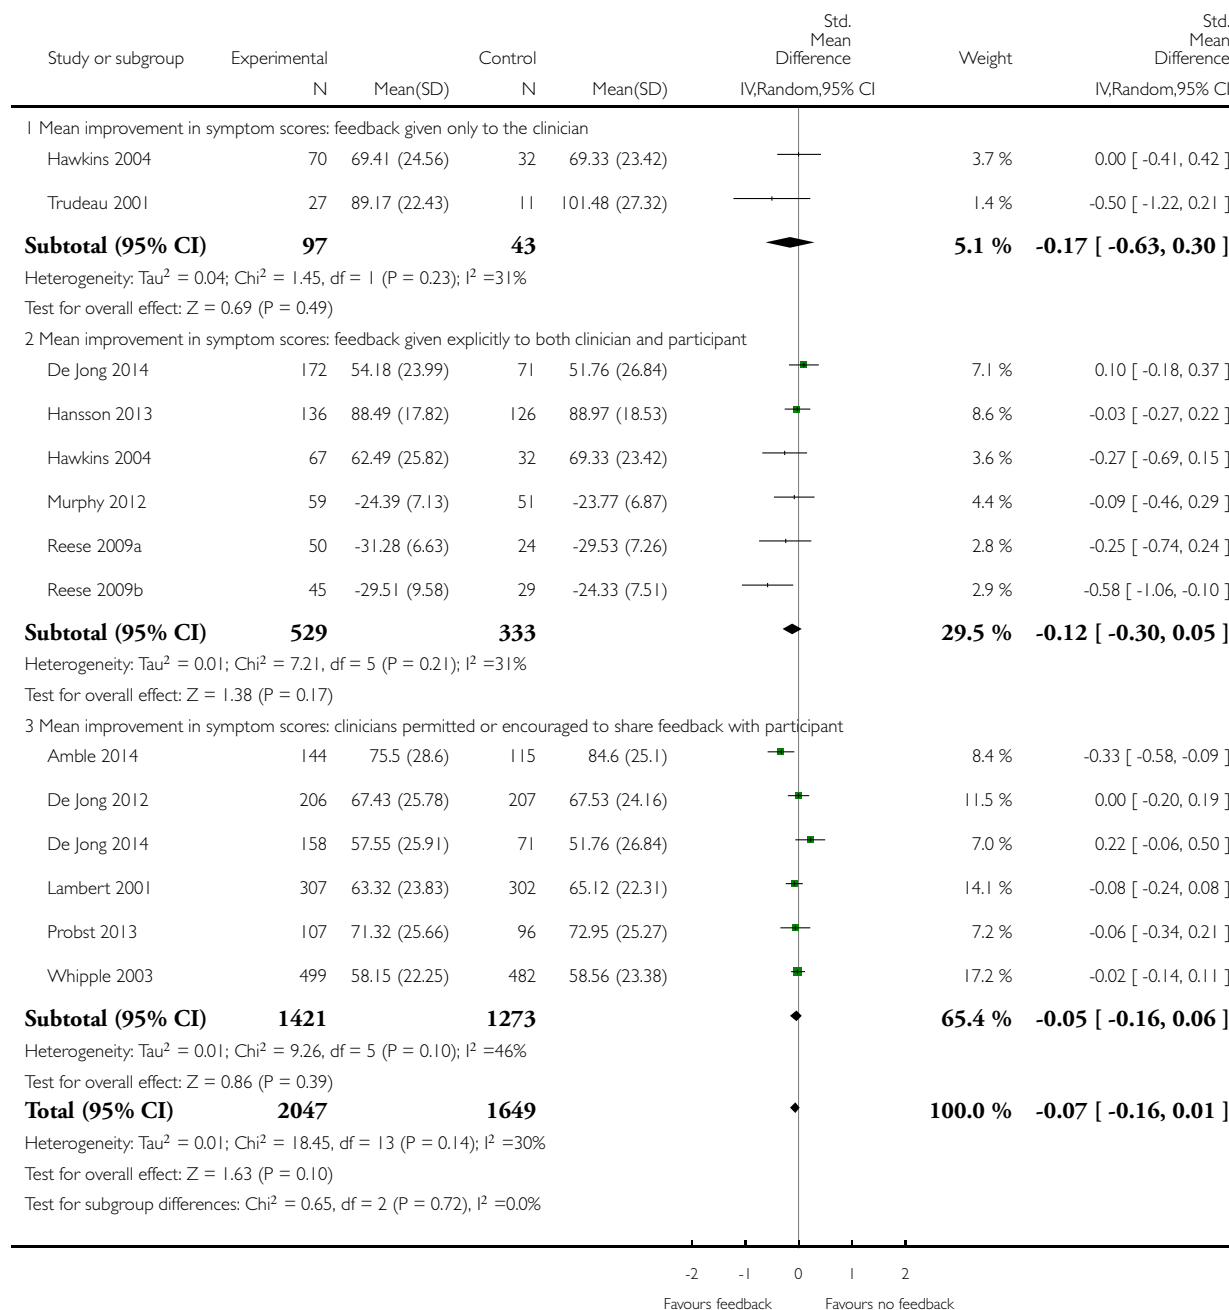 Study or subgroup Experimental Control Std. Mean Difference Weight Std. Mean Difference
N Mean(SD) N Mean(SD) IV,Random,95% CI IV,Random,95% CI
1 Mean improvement in symptom scores: feedback given only to the clinician
Hawkins 2004 70 69.41 (24.56) 32 69.33 (23.42) 3.7 % 0.00 [ -0.41, 0.42 ]
Trudeau 2001 27 89.17 (22.43) 11 101.48 (27.32) 1.4 % -0.50 [ -1.22, 0.21 ]
Subtotal (95% CI) 97 43 5.1 % -0.17 [ -0.63, 0.30 ]
Heterogeneity: Tau² = 0.04; Chi² = 1.45, df = 1 (P = 0.23); I² =31%
Test for overall effect: Z = 0.69 (P = 0.49)
2 Mean improvement in symptom scores: feedback given explicitly to both clinician and participant
De Jong 2014 172 54.18 (23.99) 71 51.76 (26.84) 7.1 % 0.10 [ -0.18, 0.37 ]
Hansson 2013 136 88.49 (17.82) 126 88.97 (18.53) 8.6 % -0.03 [ -0.27, 0.22 ]
Hawkins 2004 67 62.49 (25.82) 32 69.33 (23.42) 3.6 % -0.27 [ -0.69, 0.15 ]
Murphy 2012 59 -24.39 (7.13) 51 -23.77 (6.87) 4.4 % -0.09 [ -0.46, 0.29 ]
Reese 2009a 50 -31.28 (6.63) 24 -29.53 (7.26) 2.8 % -0.25 [ -0.74, 0.24 ]
Reese 2009b 45 -29.51 (9.58) 29 -24.33 (7.51) 2.9 % -0.58 [ -1.06, -0.10 ]
Subtotal (95% CI) 529 333 29.5 % -0.12 [ -0.30, 0.05 ]
Heterogeneity: Tau² = 0.01; Chi² = 7.21, df = 5 (P = 0.21); I² =31%
Test for overall effect: Z = 1.38 (P = 0.17)
3 Mean improvement in symptom scores: clinicians permitted or encouraged to share feedback with participant
Amble 2014 144 75.5 (28.6) 115 84.6 (25.1) 8.4 % -0.33 [ -0.58, -0.09 ]
De Jong 2012 206 67.43 (25.78) 207 67.53 (24.16) 11.5 % 0.00 [ -0.20, 0.19 ]
De Jong 2014 158 57.55 (25.91) 71 51.76 (26.84) 7.0 % 0.22 [ -0.06, 0.50 ]
Lambert 2001 307 63.32 (23.83) 302 65.12 (22.31) 14.1 % -0.08 [ -0.24, 0.08 ]
Probst 2013 107 71.32 (25.66) 96 72.95 (25.27) 7.2 % -0.06 [ -0.34, 0.21 ]
Whipple 2003 499 58.15 (22.25) 482 58.56 (23.38) 17.2 % -0.02 [ -0.14, 0.11 ]
Subtotal (95% CI) 1421 1273 65.4 % -0.05 [ -0.16, 0.06 ]
Heterogeneity: Tau² = 0.01; Chi² = 9.26, df = 5 (P = 0.10); I² =46%
Test for overall effect: Z = 0.86 (P = 0.39)
Total (95% CI) 2047 1649 100.0 % -0.07 [ -0.16, 0.01 ]
Heterogeneity: Tau² = 0.01; Chi² = 18.45, df = 13 (P = 0.14); I² =30%
Test for overall effect: Z = 1.63 (P = 0.10)
Test for subgroup differences: Chi² = 0.65, df = 2 (P = 0.72), I² =0.0%
-2 -1 0 1 2
Favours feedback Favours no feedback